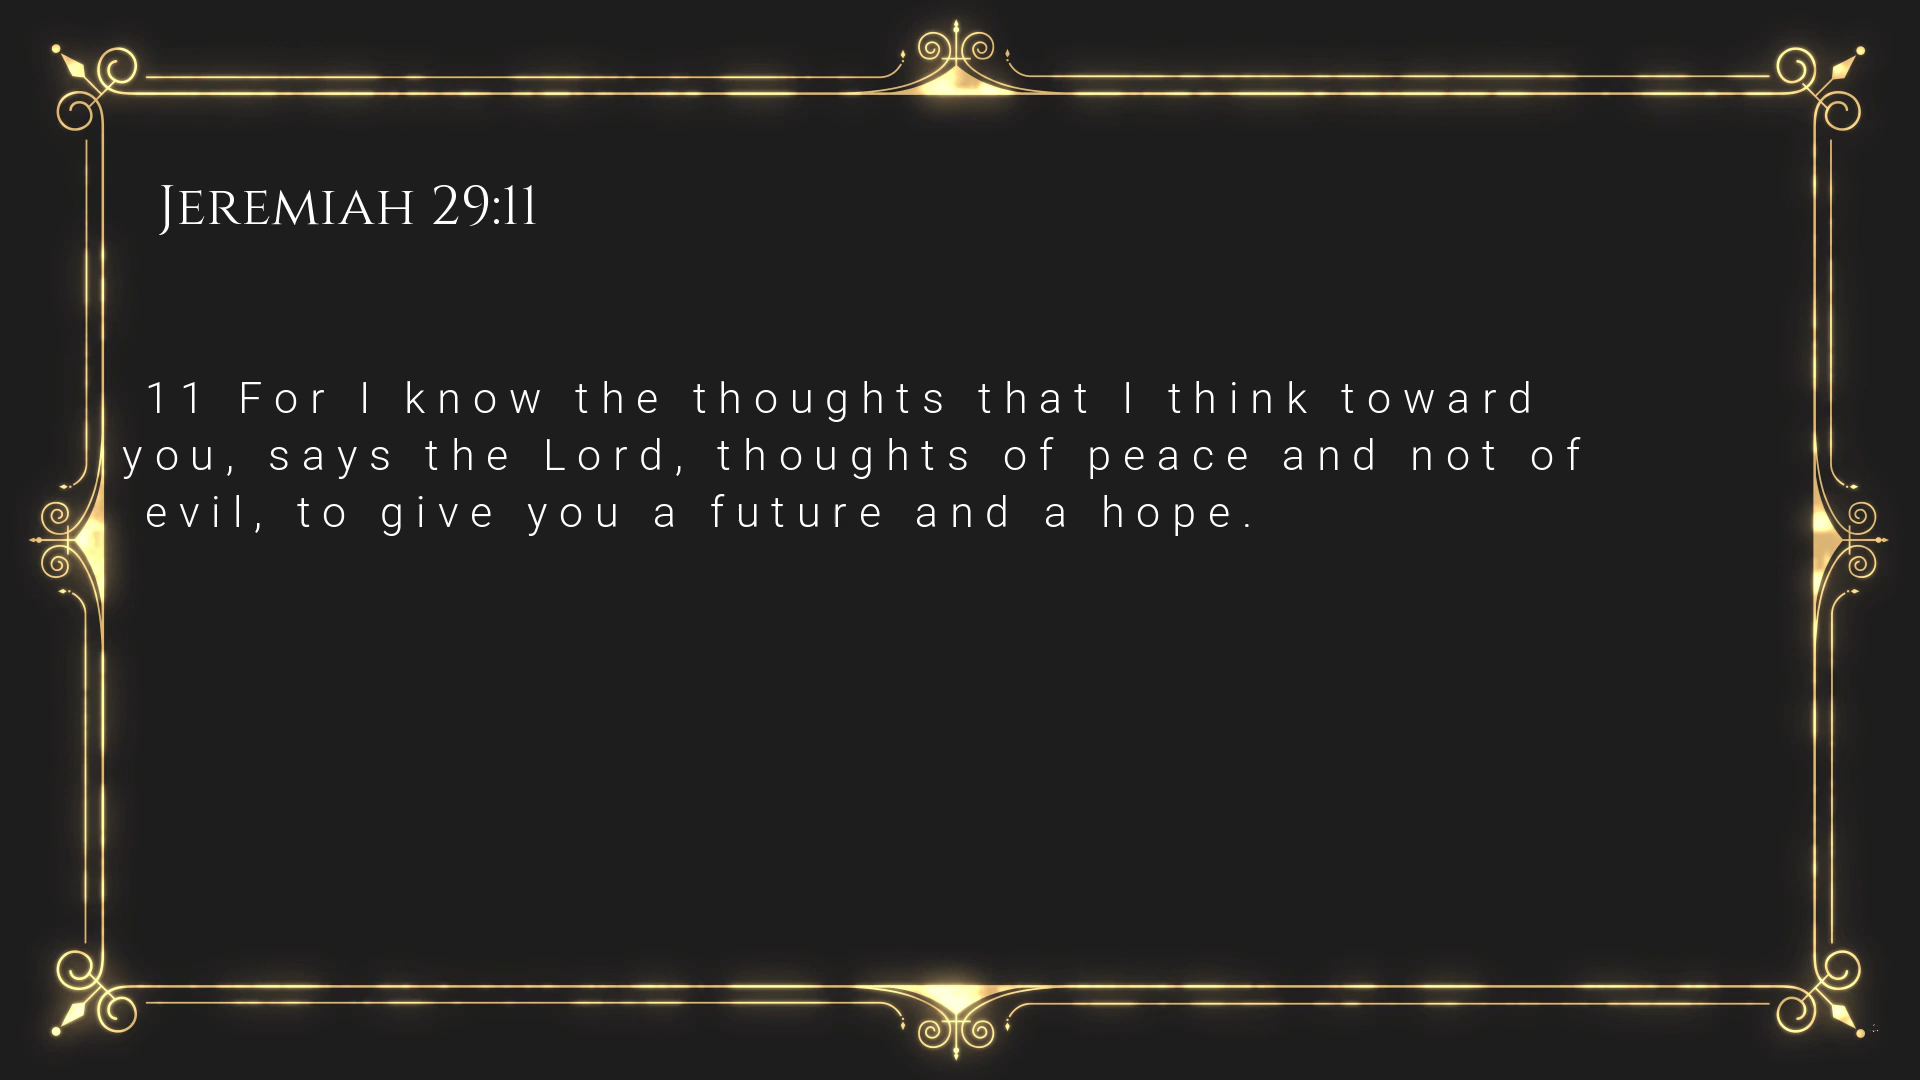 Jeremiah 29:11
11 For I know the thoughts that I think toward
you, says the Lord, thoughts of peace and not of
evil, to give you a future and a hope.